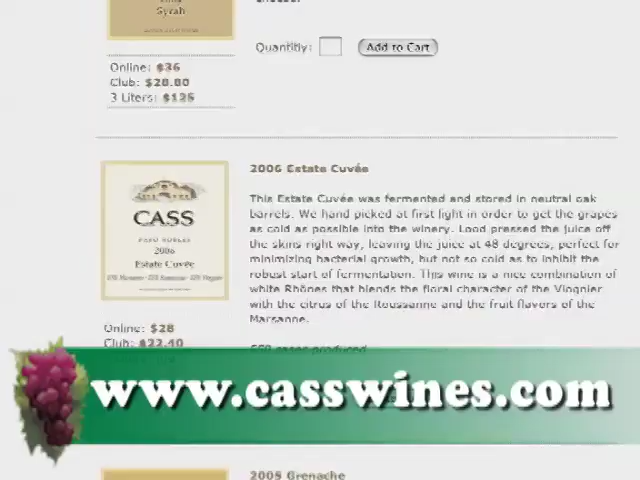 Syrah
Quantity: Add to Cart
Online: $36
Club: $28.80
3 Liters: $125
2006 Estate Cuvée
This Estate Cuvée was fermented and stored in neutral oak
barrels. We hand picked at first light in order to get the grapes
as cold as possible into the winery. Lood pressed the juice off
the skins right way, leaving the juice at 48 degrees, perfect for
minimizing bacterial growth, but not so cold as to inhibit the
robust start of fermentation. This wine is a nice combination of
white Rhônes that blends the floral character of the Viognier
with the citrus of the Roussanne and the fruit flavors of the
Marsanne.
CASS
PASO ROBLES
2006
Estate Cuvée
Online: $28
Club: $22.40
www.casswines.com
2005 Grenache